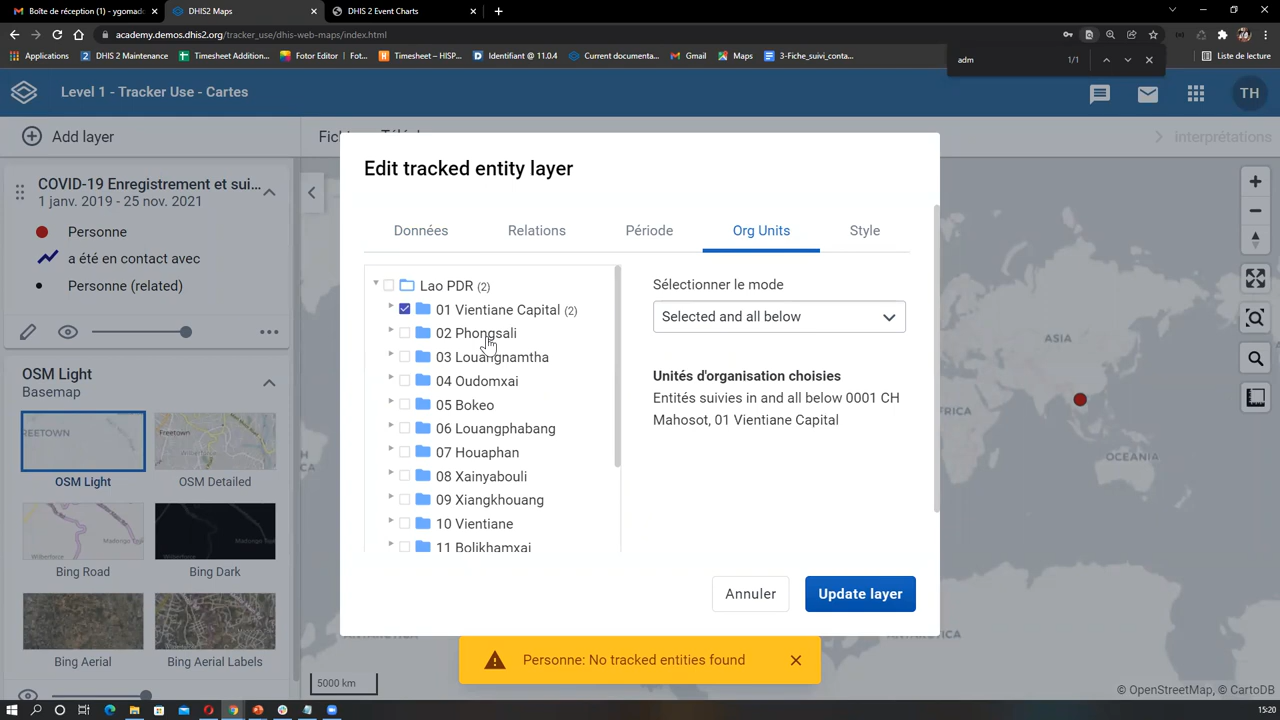 Boîte de réception (1) - ygomad
DHIS2 Maps
DHIS 2 Event Charts
academy.demos.dhis2.org/tracker_use/dhis-web-maps/index.html
Applications
DHIS 2 Maintenance
Timesheet Addition...
Fotor Editor | Fot...
Timesheet – HISP...
Identifiant @ 11.0.4
Current documenta...
Gmail
Maps
3-Fiche_suivi_conta...
Liste de lecture
adm
1/1
Level 1 - Tracker Use - Cartes
TH
Add layer
Interprétations
COVID-19 Enregistrement et sui...
1 janv. 2019 - 25 nov. 2021
Personne
a été en contact avec
Personne (related)
OSM Light
Basemap
OSM Light
OSM Detailed
Bing Road
Bing Dark
Bing Aerial
Bing Aerial Labels
Edit tracked entity layer
Données
Relations
Période
Org Units
Style
Lao PDR (2)
01 Vientiane Capital (2)
02 Phongsali
03 Louangnamtha
04 Oudomxai
05 Bokeo
06 Louangphabang
07 Houaphan
08 Xainyabouli
09 Xiangkhouang
10 Vientiane
11 Bolikhamxai
Sélectionner le mode
Selected and all below
Unités d'organisation choisies
Entités suivies in and all below 0001 CH
Mahosot, 01 Vientiane Capital
Annuler
Update layer
Personne: No tracked entities found
ASIA
OCEANIA
5000 km
© OpenStreetMap, © CartoDB
15:20